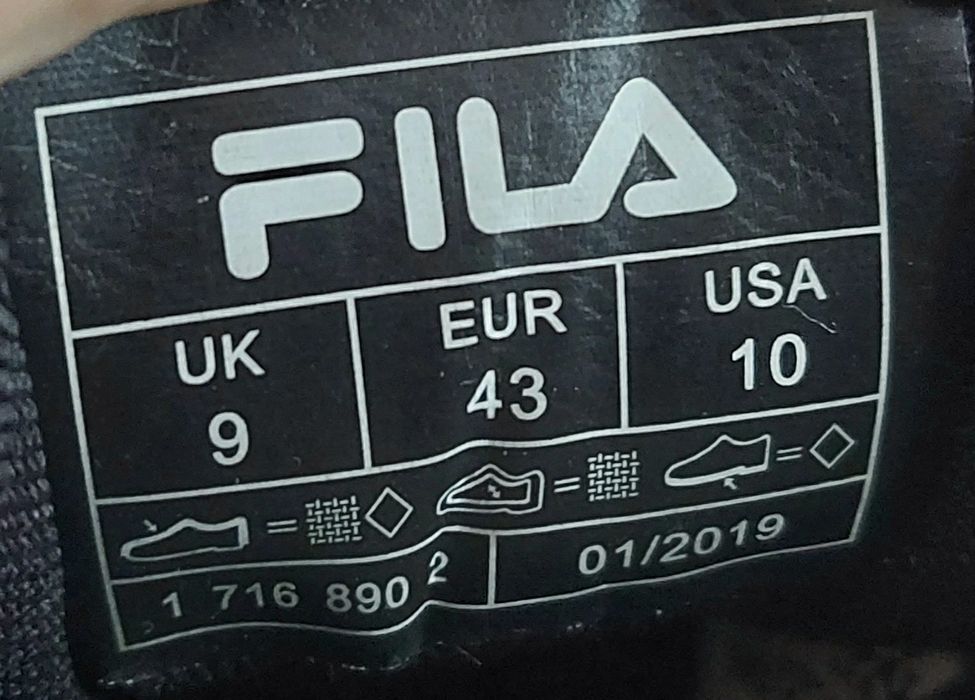 FILA
UK EUR USA
9 43 10
1 716 890 2 01/2019